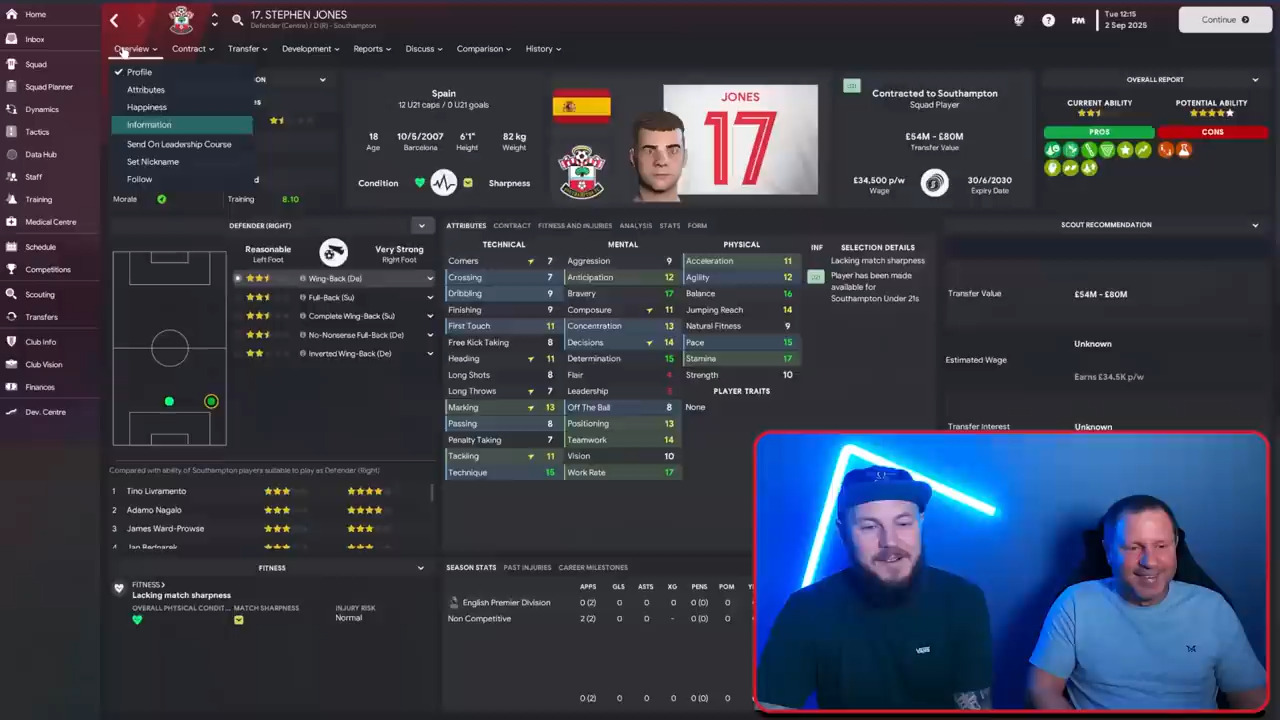 Home
Inbox
Squad
Squad Planner
Dynamics
Tactics
Data Hub
Staff
Training
Medical Centre
Schedule
Competitions
Scouting
Transfers
Club Info
Club Vision
Finances
Dev. Centre
17. STEPHEN JONES
Defender (Centre) / D (R) - Southampton
FM
Tue 12:15
2 Sep 2025
Continue
Overview
Contract
Transfer
Development
Reports
Discuss
Comparison
History
Profile
Attributes
Happiness
Information
Send On Leadership Course
Set Nickname
Follow
Morale
Training 8.10
Spain
12 U21 caps / 0 U21 goals
18 10/5/2007 6'1" 82 kg
Age Barcelona Height Weight
Condition
Sharpness
JONES
17
Contracted to Southampton
Squad Player
£54M - £80M
Transfer Value
£34,500 p/w
Wage
30/6/2030
Expiry Date
OVERALL REPORT
CURRENT ABILITY
POTENTIAL ABILITY
PROS
CONS
DEFENDER (RIGHT)
Reasonable
Left Foot
Very Strong
Right Foot
Wing-Back (De)
Full-Back (Su)
Complete Wing-Back (Su)
No-Nonsense Full-Back (De)
Inverted Wing-Back (De)
Compared with ability of Southampton players suitable to play as Defender (Right)
1 Tino Livramento
2 Adamo Nagalo
3 James Ward-Prowse
4 Jan Bednarek
ATTRIBUTES CONTRACT FITNESS AND INJURIES ANALYSIS STATS FORM
TECHNICAL
Corners 7
Crossing 7
Dribbling 9
Finishing 9
First Touch 11
Free Kick Taking 8
Heading 11
Long Shots 8
Long Throws 7
Marking 13
Passing 8
Penalty Taking 7
Tackling 11
Technique 15
MENTAL
Aggression 9
Anticipation 12
Bravery 17
Composure 11
Concentration 13
Decisions 14
Determination 15
Flair 4
Leadership
Off The Ball 8
Positioning 13
Teamwork 14
Vision 10
Work Rate 17
PHYSICAL
Acceleration 11
Agility 12
Balance 16
Jumping Reach 14
Natural Fitness 9
Pace 15
Stamina 17
Strength 10
PLAYER TRAITS
None
INF
SELECTION DETAILS
Lacking match sharpness
Player has been made
available for
Southampton Under 21s
SCOUT RECOMMENDATION
Transfer Value £54M - £80M
Estimated Wage
Unknown
Earns £34.5K p/w
Transfer Interest Unknown
FITNESS
FITNESS
Lacking match sharpness
OVERALL PHYSICAL CONDIT...
MATCH SHARPNESS
INJURY RISK
Normal
SEASON STATS PAST INJURIES CAREER MILESTONES
APPS GLS ASTS XG PENS POM
English Premier Division 0 (2) 0 0 0 0 (0) 0
Non Competitive 2 (2) 0 0 - 0 (0) 0
0 (2) 0 0 0 0 (0) 0
VANS